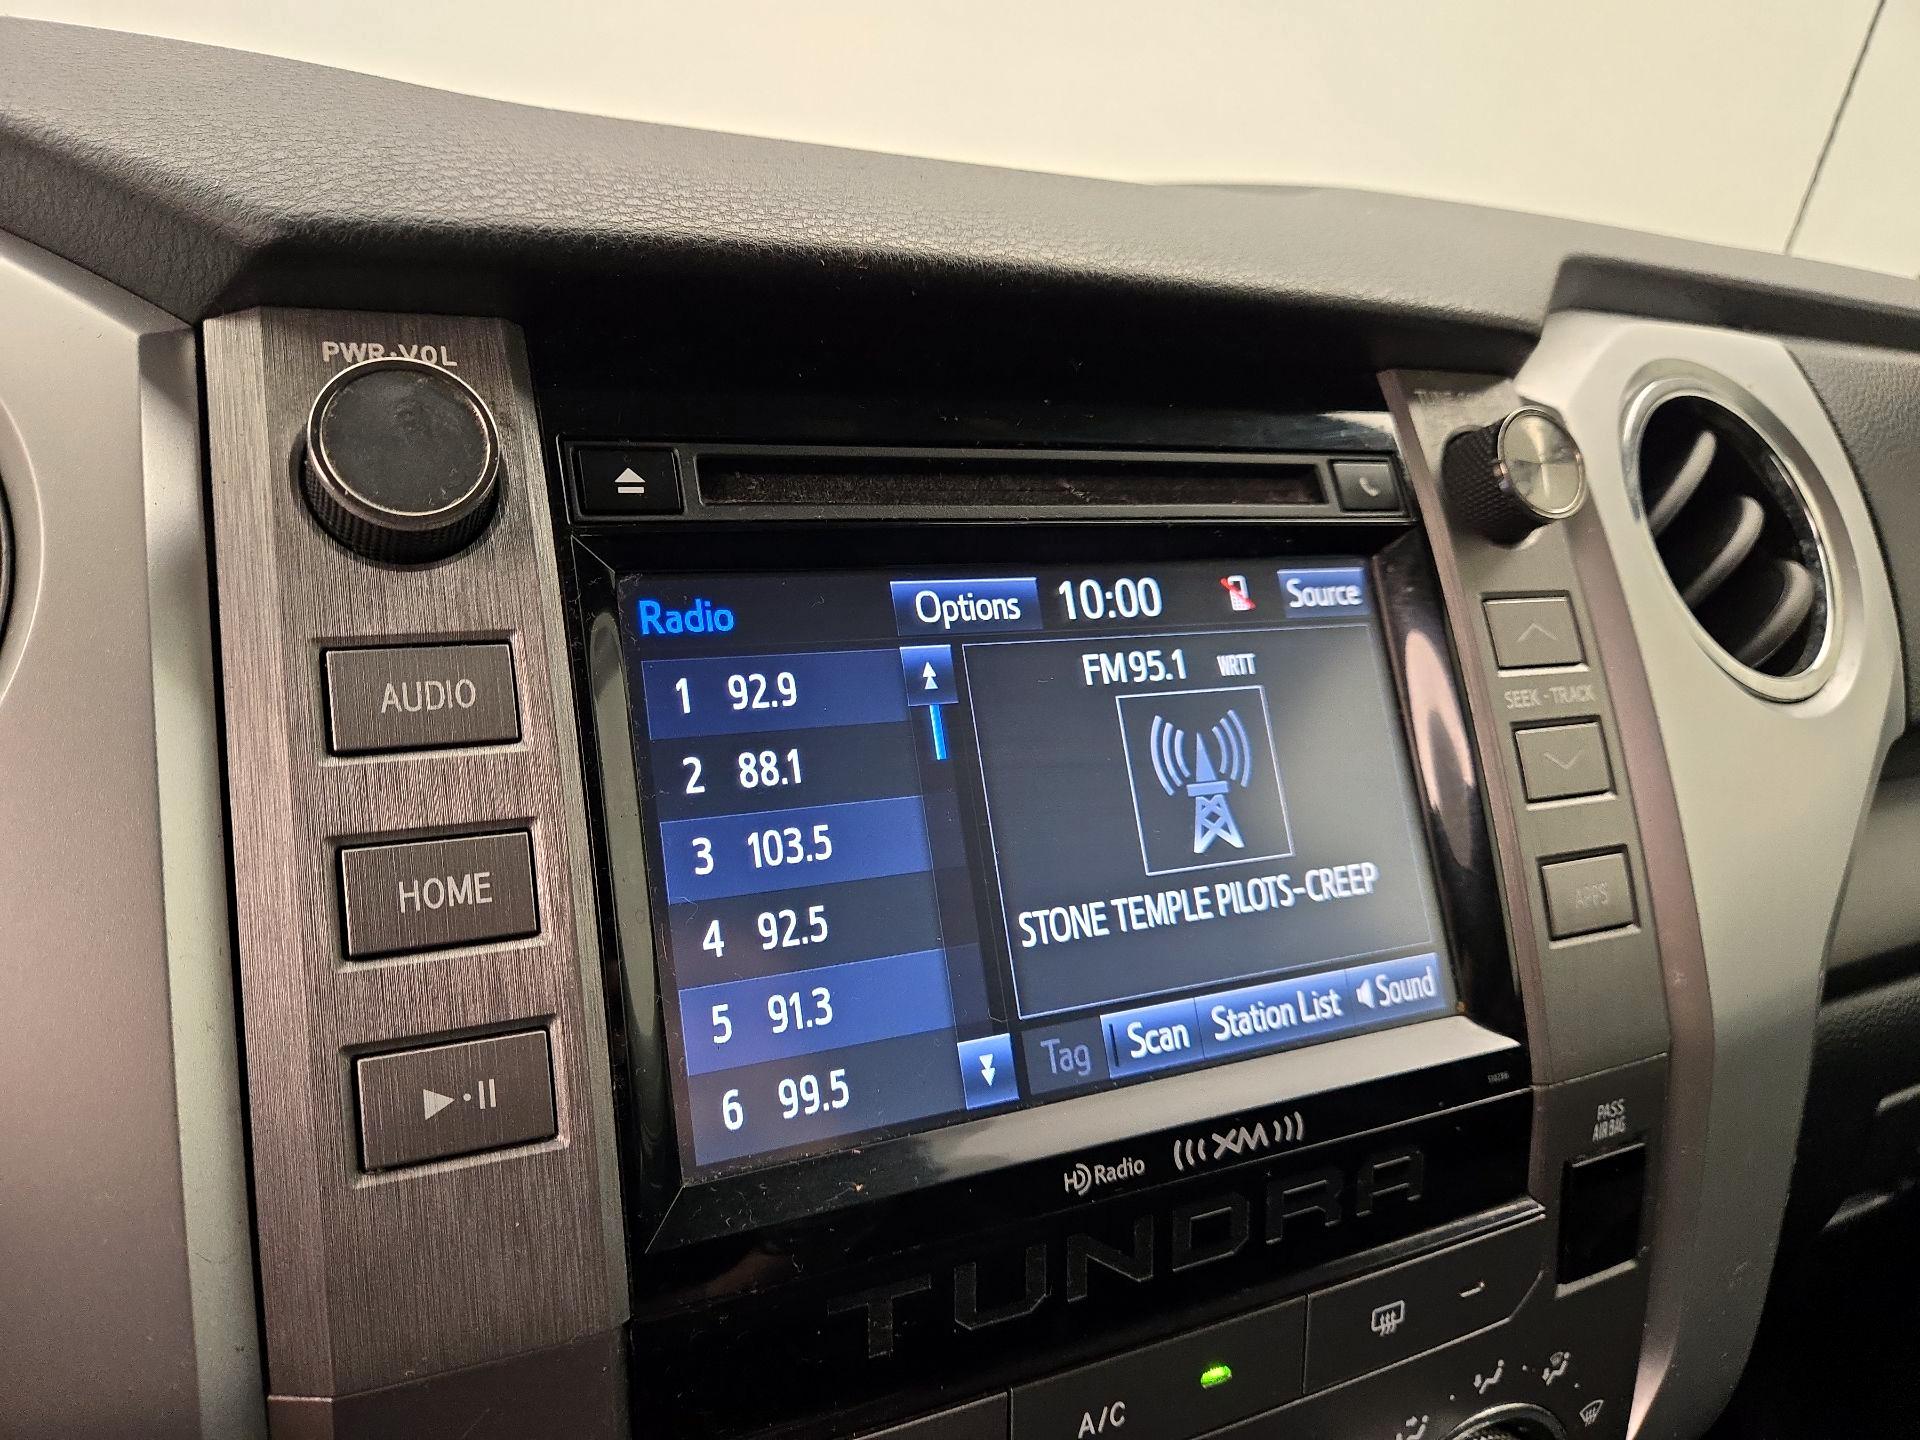 PWR·VOL
Radio
Options
10:00
Source
1 92.9
2 88.1
3 103.5
4 92.5
5 91.3
6 99.5
FM 95.1 WRTT
STONE TEMPLE PILOTS-CREEP
Tag
Scan
Station List
Sound
AUDIO
HOME
SEEK - TRACK
APPS
PASS
AIR BAG
HD Radio
XM
TUNDRA
A/C